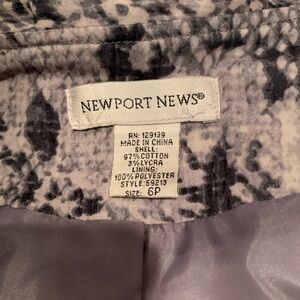 NEWPORT NEWS®
RN: 129139
MADE IN CHINA
SHELL:
97% COTTON
3% LYCRA
LINING:
100% POLYESTER
STYLE: 59213
SIZE: 6P